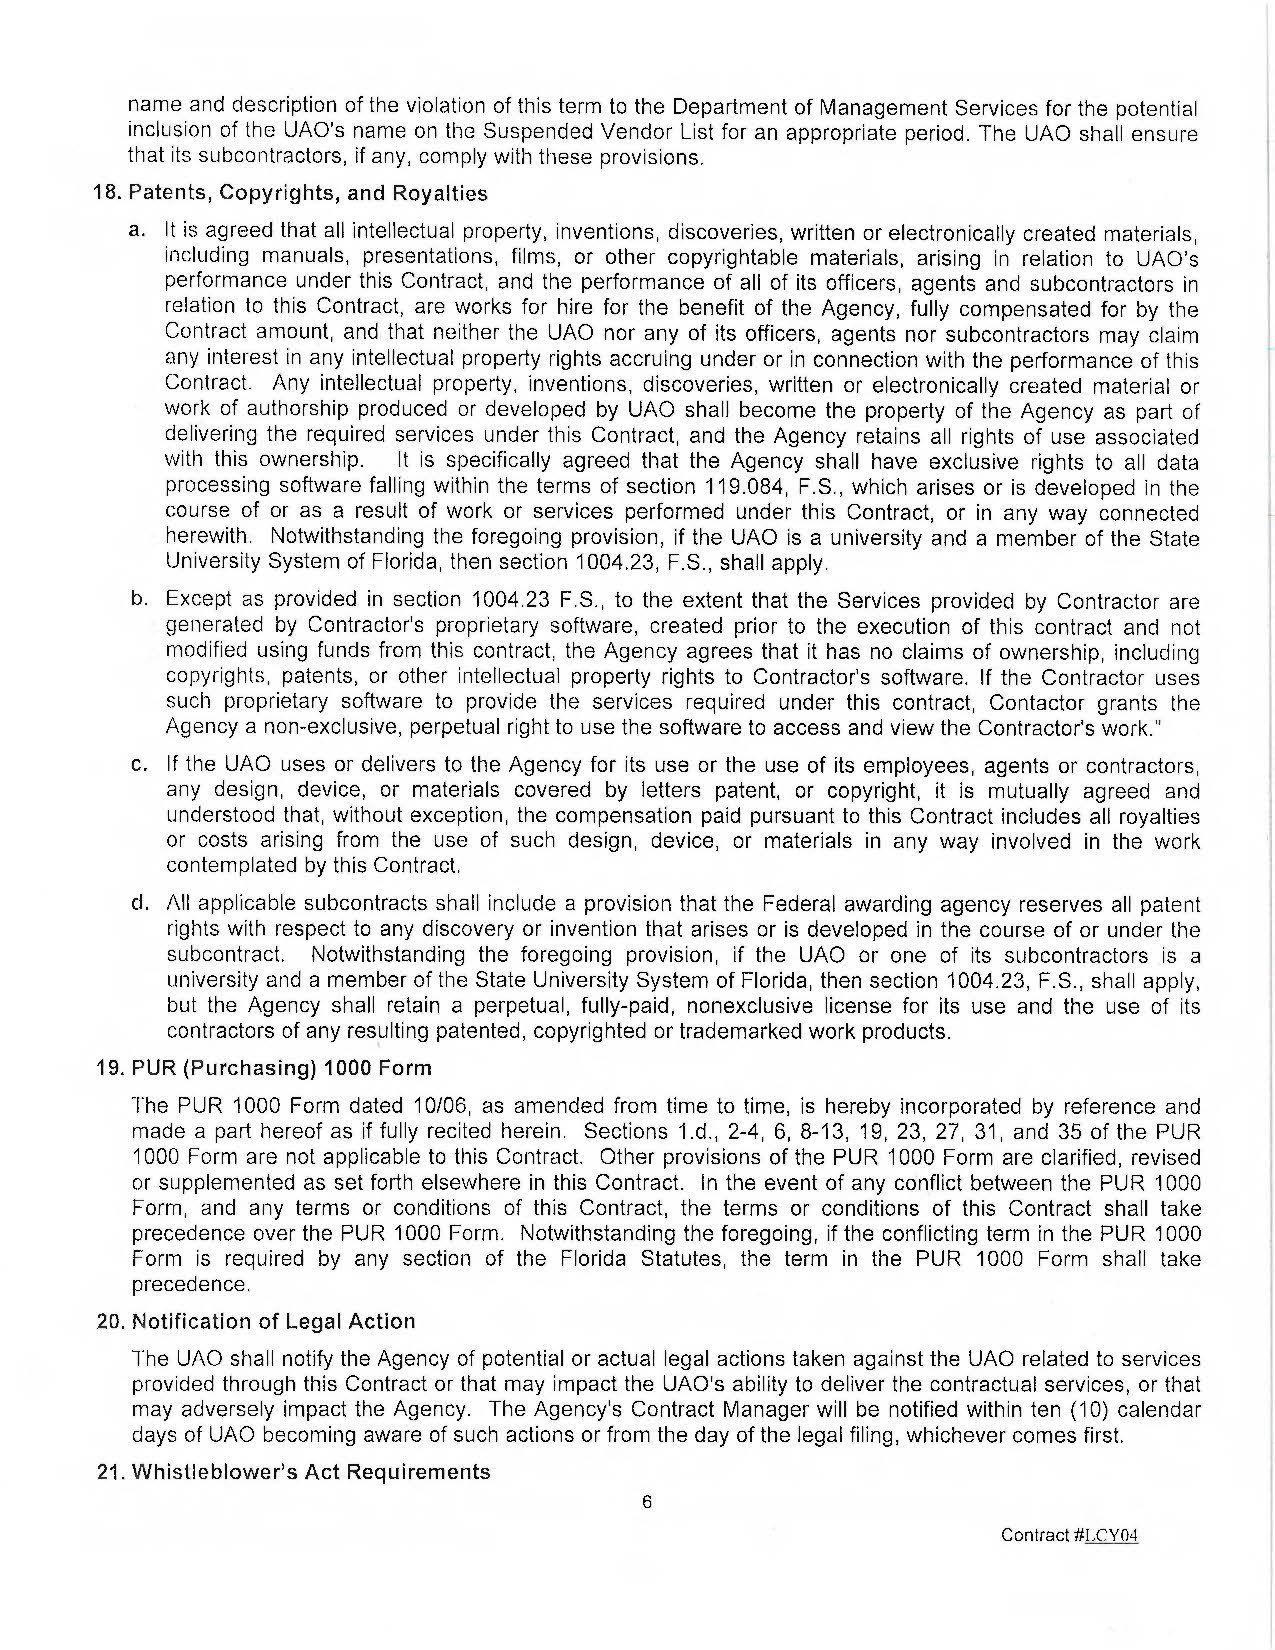 name and description of the violation of this term to the Department of Management Services for the potential
inclusion of the UAO's name on the Suspended Vendor List for an appropriate period. The UAO shall ensure
that its subcontractors, if any, comply with these provisions.
18. Patents, Copyrights, and Royalties
a. It is agreed that all intellectual property, inventions, discoveries, written or electronically created materials,
including manuals, presentations, films, or other copyrightable materials, arising in relation to UAO's
performance under this Contract, and the performance of all of its officers, agents and subcontractors in
relation to this Contract, are works for hire for the benefit of the Agency, fully compensated for by the
Contract amount, and that neither the UAO nor any of its officers, agents nor subcontractors may claim
any interest in any intellectual property rights accruing under or in connection with the performance of this
Contract. Any intellectual property, inventions, discoveries, written or electronically created material or
work of authorship produced or developed by UAO shall become the property of the Agency as part of
delivering the required services under this Contract, and the Agency retains all rights of use associated
with this ownership. It is specifically agreed that the Agency shall have exclusive rights to all data
processing software falling within the terms of section 119.084, F.S., which arises or is developed in the
course of or as a result of work or services performed under this Contract, or in any way connected
herewith. Notwithstanding the foregoing provision, if the UAO is a university and a member of the State
University System of Florida, then section 1004.23, F.S., shall apply.
b. Except as provided in section 1004.23 F.S., to the extent that the Services provided by Contractor are
generated by Contractor's proprietary software, created prior to the execution of this contract and not
modified using funds from this contract, the Agency agrees that it has no claims of ownership, including
copyrights, patents, or other intellectual property rights to Contractor's software. If the Contractor uses
such proprietary software to provide the services required under this contract, Contactor grants the
Agency a non-exclusive, perpetual right to use the software to access and view the Contractor's work."
c. If the UAO uses or delivers to the Agency for its use or the use of its employees, agents or contractors,
any design, device, or materials covered by letters patent, or copyright, it is mutually agreed and
understood that, without exception, the compensation paid pursuant to this Contract includes all royalties
or costs arising from the use of such design, device, or materials in any way involved in the work
contemplated by this Contract.
d. All applicable subcontracts shall include a provision that the Federal awarding agency reserves all patent
rights with respect to any discovery or invention that arises or is developed in the course of or under the
subcontract. Notwithstanding the foregoing provision, if the UAO or one of its subcontractors is a
university and a member of the State University System of Florida, then section 1004.23, F.S., shall apply,
but the Agency shall retain a perpetual, fully-paid, nonexclusive license for its use and the use of its
contractors of any resulting patented, copyrighted or trademarked work products.
19. PUR (Purchasing) 1000 Form
The PUR 1000 Form dated 10/06, as amended from time to time, is hereby incorporated by reference and
made a part hereof as if fully recited herein. Sections 1.d., 2-4, 6, 8-13, 19, 23, 27, 31, and 35 of the PUR
1000 Form are not applicable to this Contract. Other provisions of the PUR 1000 Form are clarified, revised
or supplemented as set forth elsewhere in this Contract. In the event of any conflict between the PUR 1000
Form, and any terms or conditions of this Contract, the terms or conditions of this Contract shall take
precedence over the PUR 1000 Form. Notwithstanding the foregoing, if the conflicting term in the PUR 1000
Form is required by any section of the Florida Statutes, the term in the PUR 1000 Form shall take
precedence.
20. Notification of Legal Action
The UAO shall notify the Agency of potential or actual legal actions taken against the UAO related to services
provided through this Contract or that may impact the UAO's ability to deliver the contractual services, or that
may adversely impact the Agency. The Agency's Contract Manager will be notified within ten (10) calendar
days of UAO becoming aware of such actions or from the day of the legal filing, whichever comes first.
21. Whistleblower's Act Requirements
6
Contract #LCY04